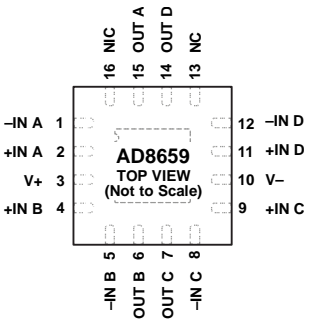 16 NIC
15 OUT A
14 OUT D
13 NC
–IN A 1
+IN A 2
V+ 3
+IN B 4
AD8659
TOP VIEW
(Not to Scale)
12 –IN D
11 +IN D
10 V–
9 +IN C
–IN B 5
OUT B 6
OUT C 7
–IN C 8